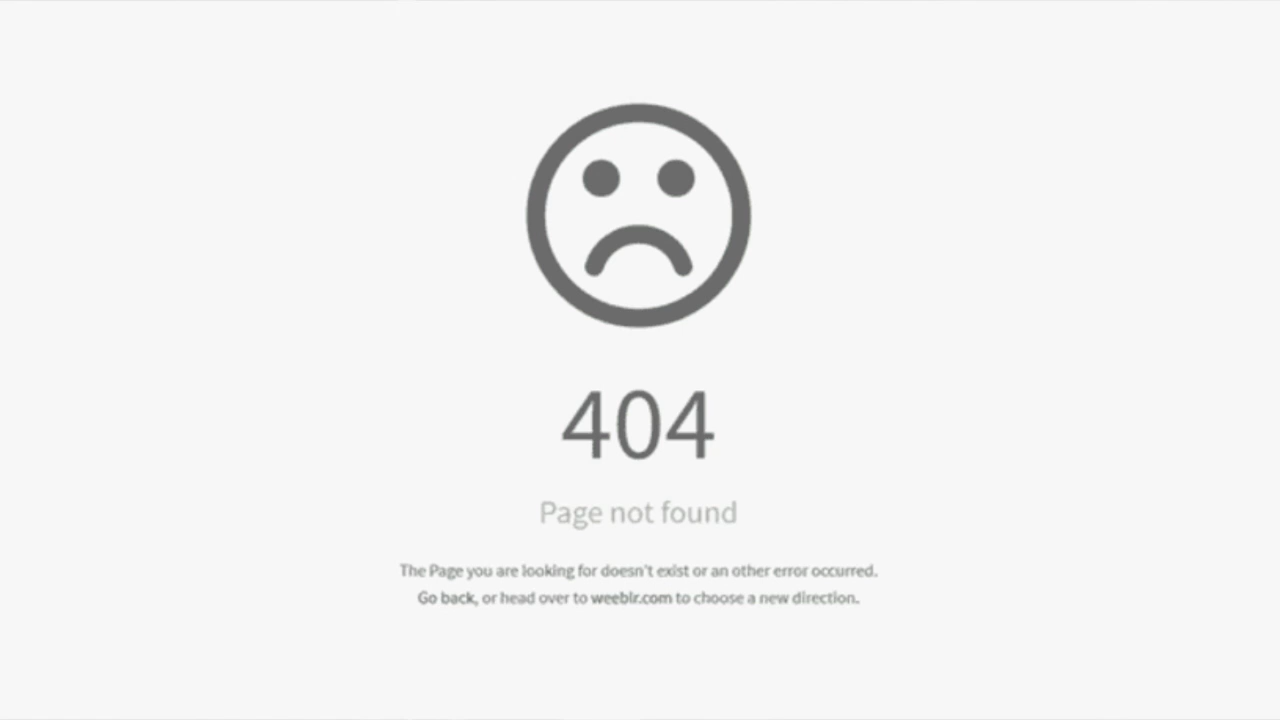 404
Page not found
The Page you are looking for doesn't exist or an other error occurred.
Go back, or head over to weeblr.com to choose a new direction.